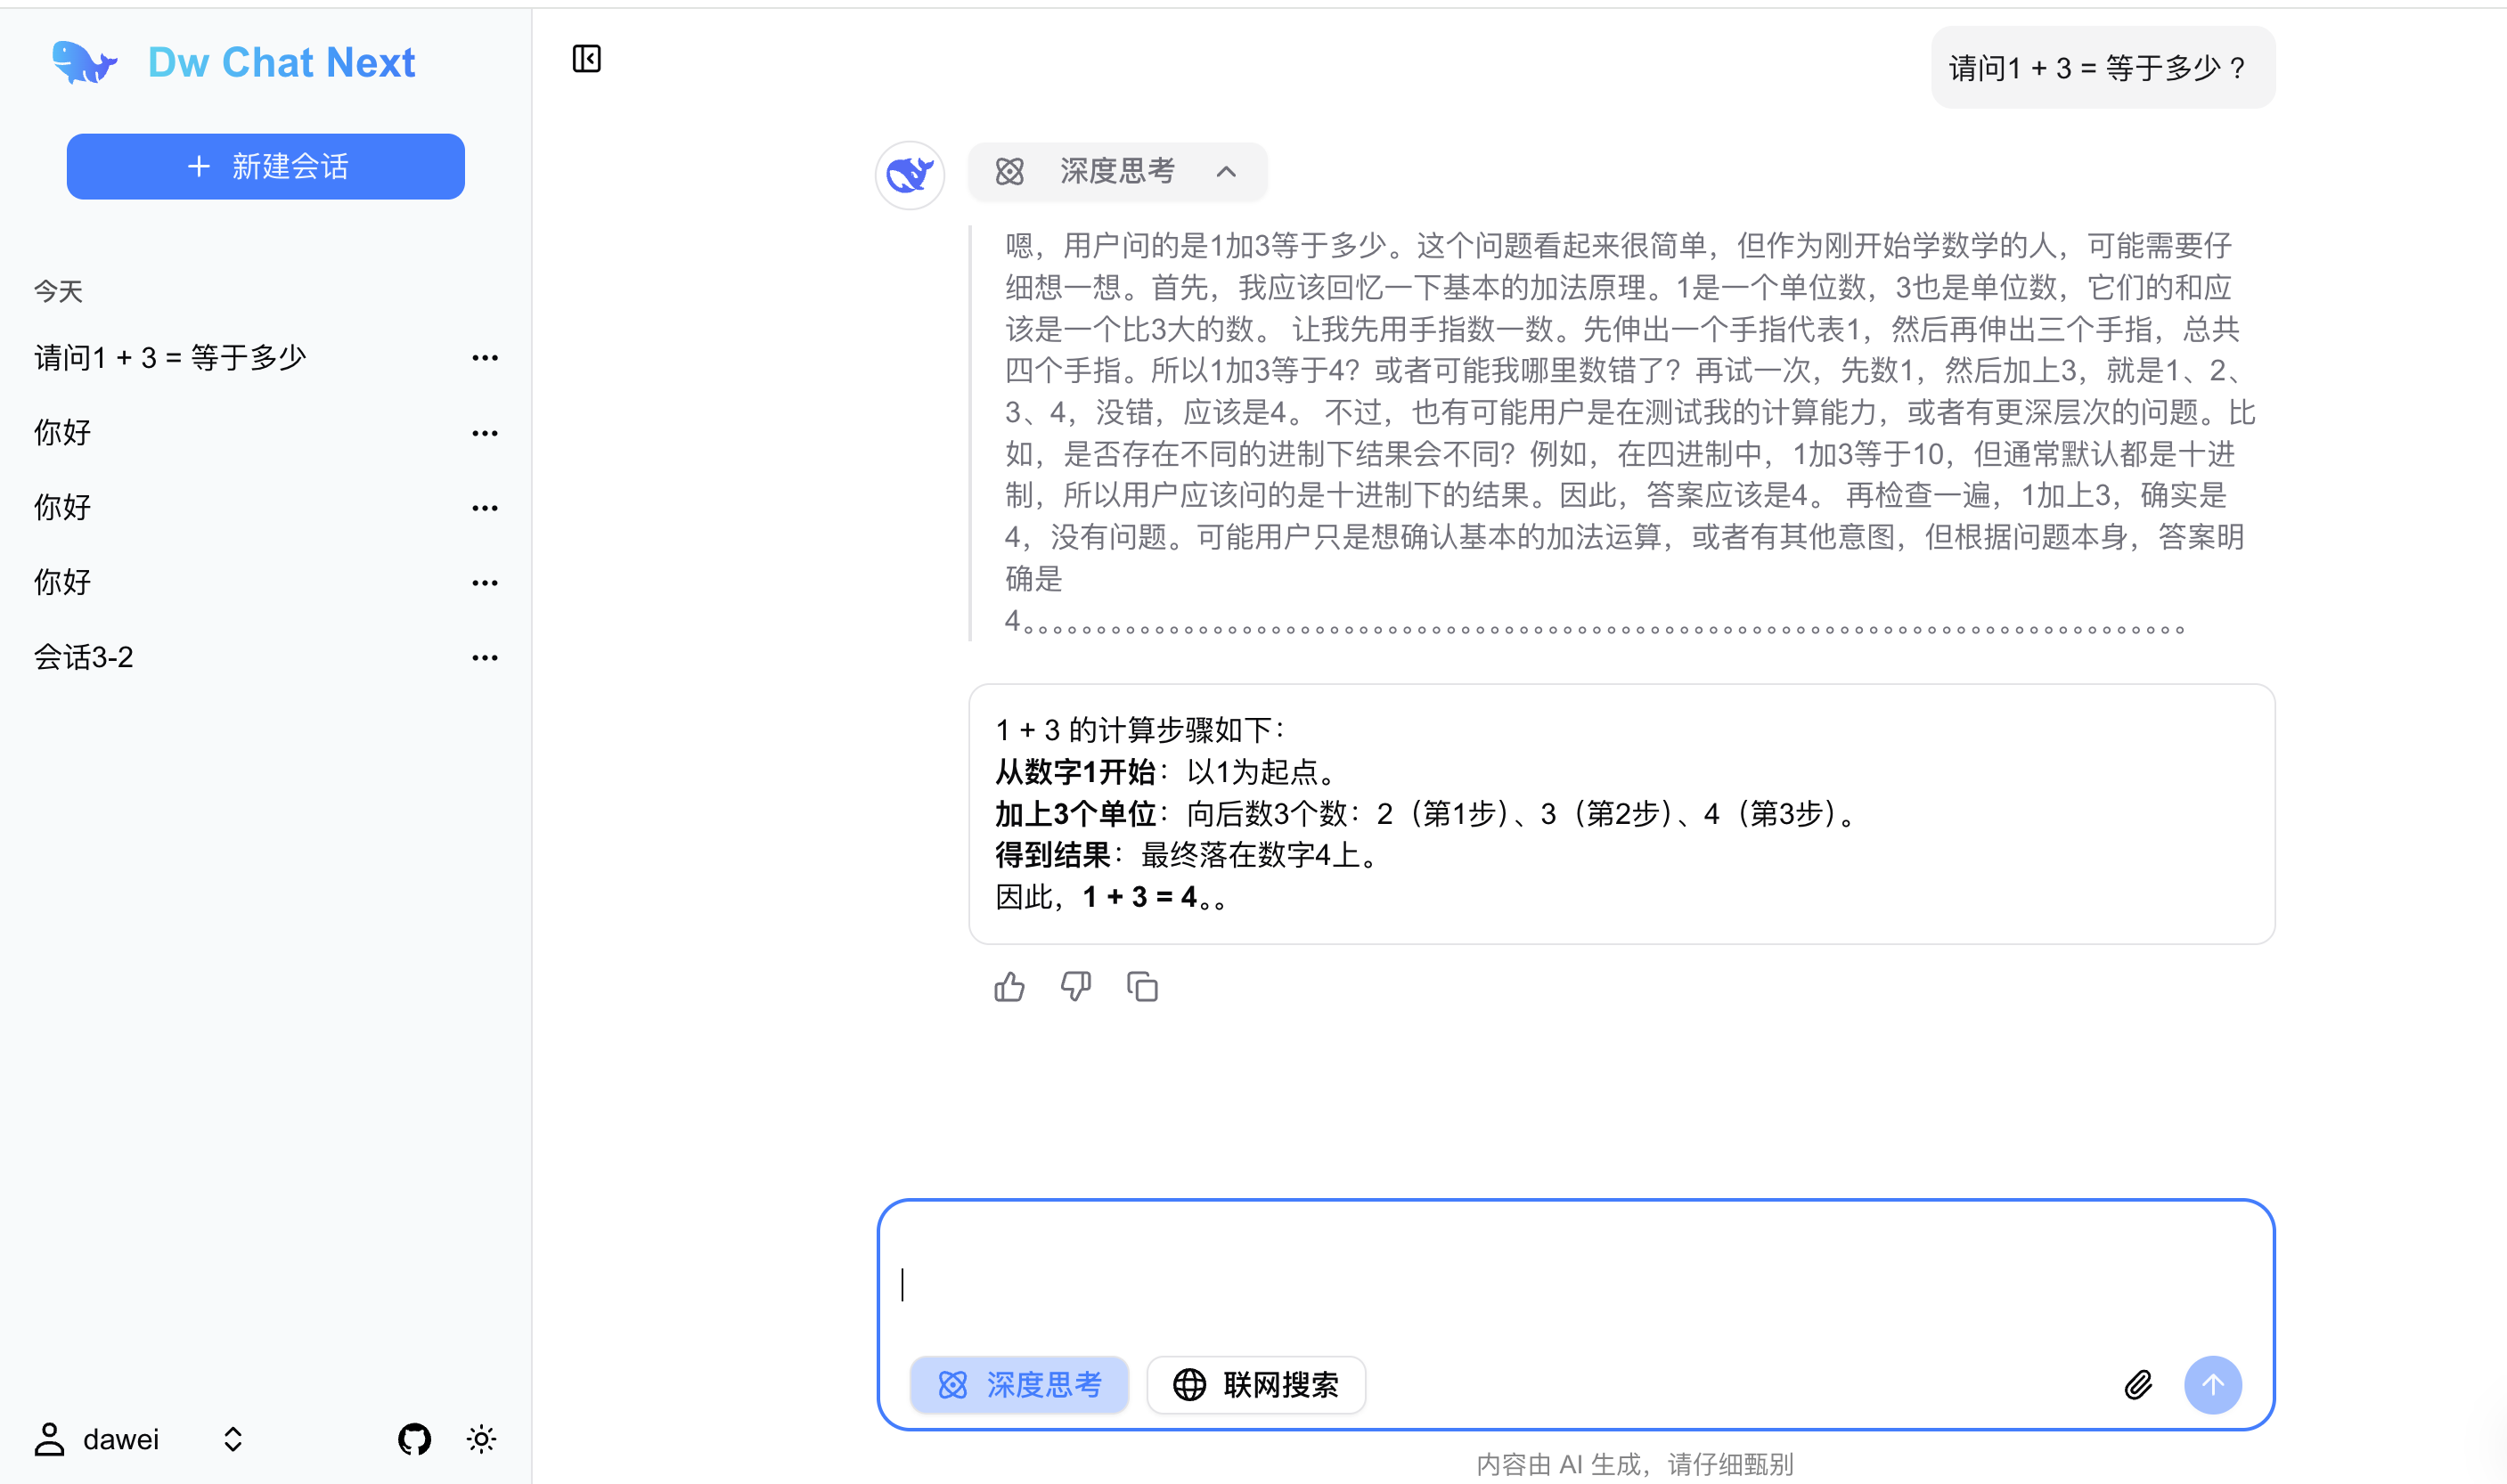 Dw Chat Next
新建会话
今天
请问1 + 3 = 等于多少
你好
你好
你好
会话3-2
dawei
请问1 + 3 = 等于多少？
深度思考
嗯，用户问的是1加3等于多少。这个问题看起来很简单，但作为刚开始学数学的人，可能需要仔
细想一想。首先，我应该回忆一下基本的加法原理。1是一个单位数，3也是单位数，它们的和应
该是一个比3大的数。 让我先用手指数一数。先伸出一个手指代表1，然后再伸出三个手指，总共
四个手指。所以1加3等于4？或者可能我哪里数错了？再试一次，先数1，然后加上3，就是1、2、
3、4，没错，应该是4。 不过，也有可能用户是在测试我的计算能力，或者有更深层次的问题。比
如，是否存在不同的进制下结果会不同？例如，在四进制中，1加3等于10，但通常默认都是十进
制，所以用户应该问的是十进制下的结果。因此，答案应该是4。 再检查一遍，1加上3，确实是
4，没有问题。可能用户只是想确认基本的加法运算，或者有其他意图，但根据问题本身，答案明
确是
4。。。。。。。。。。。。。。。。。。。。。。。。。。。。。。。。。。。。。。。。。。。。。。。。。。。。。。。。。。。。。。。。。。。。。。。。。。。。。。。。
1 + 3 的计算步骤如下：
从数字1开始：以1为起点。
加上3个单位：向后数3个数：2（第1步）、3（第2步）、4（第3步）。
得到结果：最终落在数字4上。
因此，1 + 3 = 4。。
深度思考
联网搜索
内容由 AI 生成，请仔细甄别